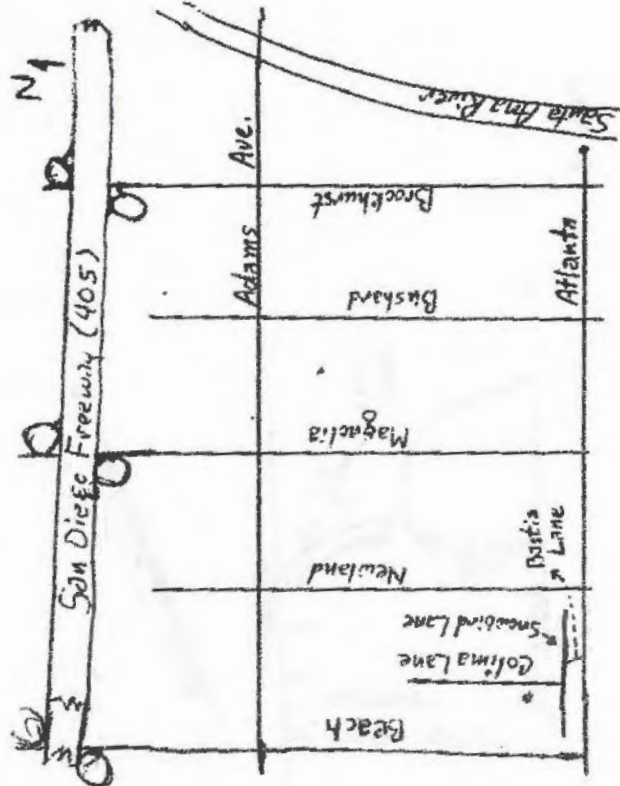 N
San Diego Freeway (405)
Adams Ave.
Santa Ana River
Brookhurst
Bushard
Atlanta
Magnolia
Newland
Bastia
Lane
Snowbird Lane
Colima Lane
Beach